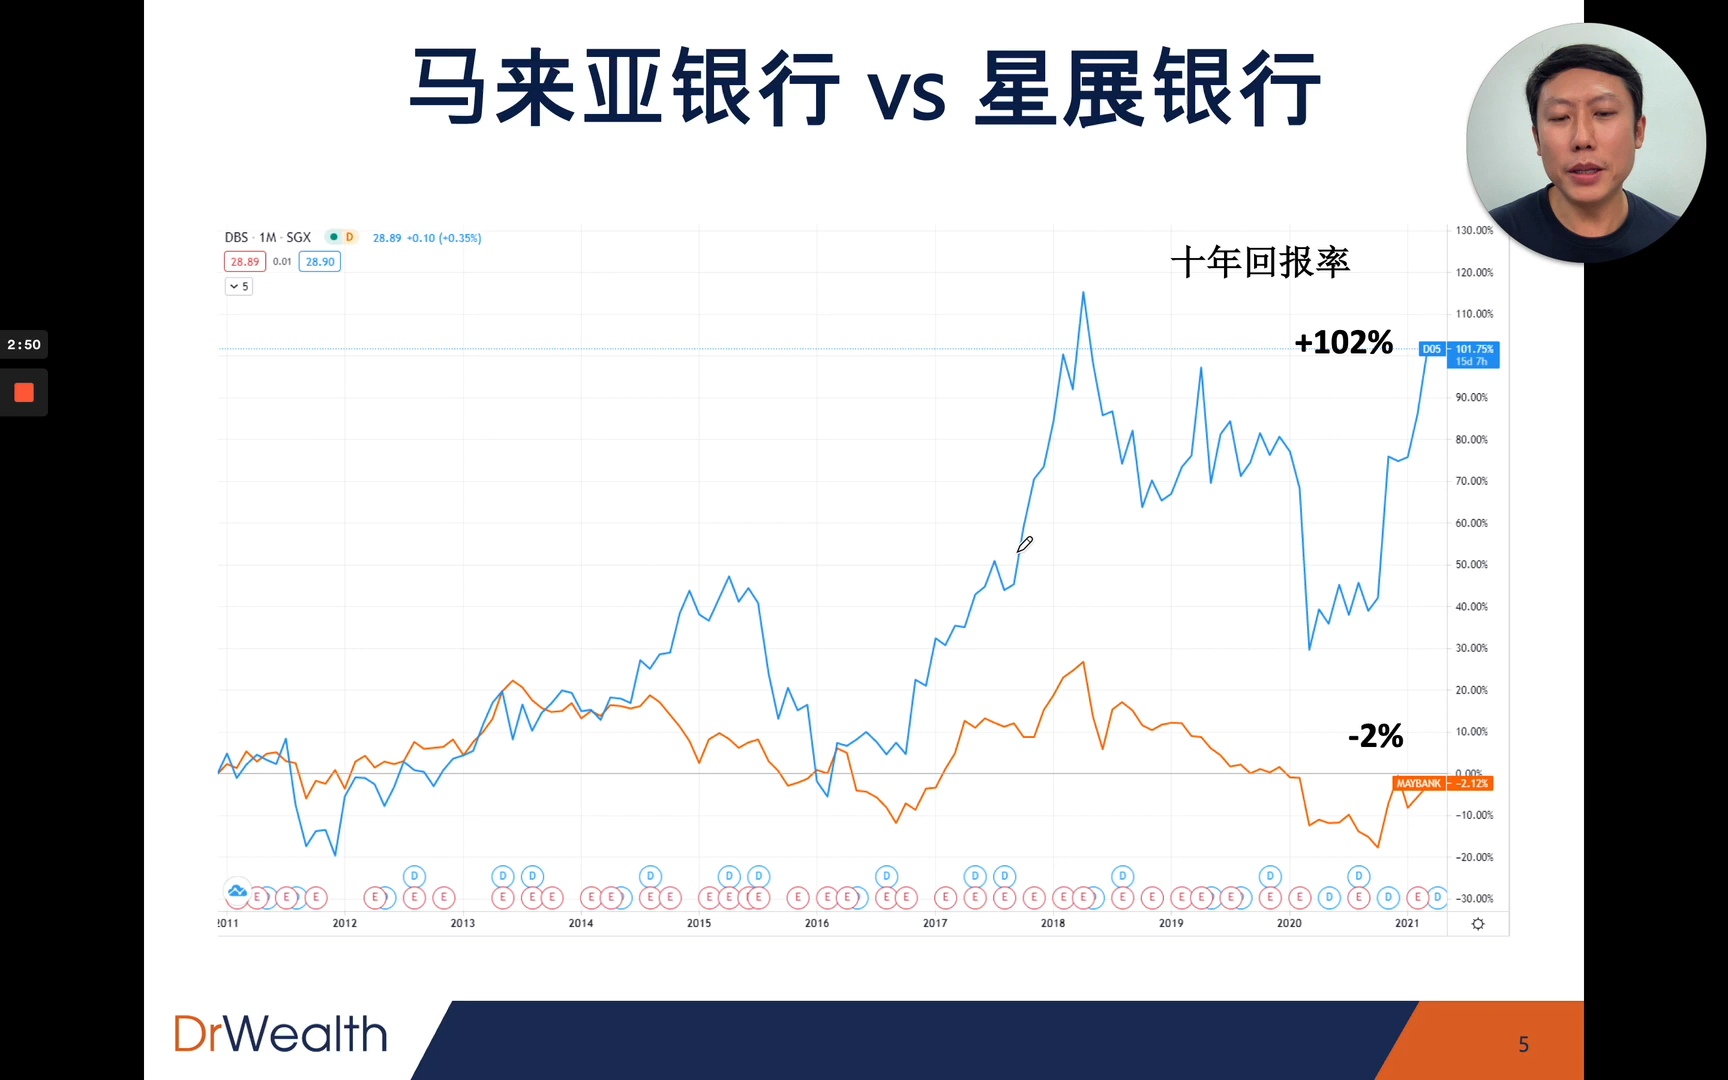 马来亚银行 vs 星展银行
DBS · 1M · SGX D 28.89 +0.10 (+0.35%)
28.89 0.01 28.90
5
十年回报率
+102%
-2%
2:50
130.00%
120.00%
110.00%
D05 101.75%
15d 7h
90.00%
80.00%
70.00%
60.00%
50.00%
40.00%
30.00%
20.00%
10.00%
0.00%
MAYBANK −2.12%
−10.00%
−20.00%
−30.00%
D D D D D D D D D D D D
E E E E E E E E E E E E E E E E E E E E E E E E E E E E E D E D E D
2011 2012 2013 2014 2015 2016 2017 2018 2019 2020 2021
DrWealth
5